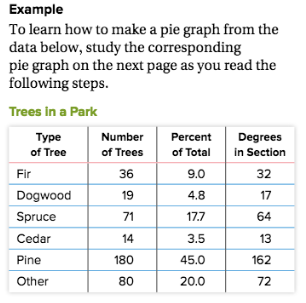 Example
To learn how to make a pie graph from the
data below, study the corresponding
pie graph on the next page as you read the
following steps.
Trees in a Park
Type of Tree Number of Trees Percent of Total Degrees in Section
Fir 36 9.0 32
Dogwood 19 4.8 17
Spruce 71 17.7 64
Cedar 14 3.5 13
Pine 180 45.0 162
Other 80 20.0 72